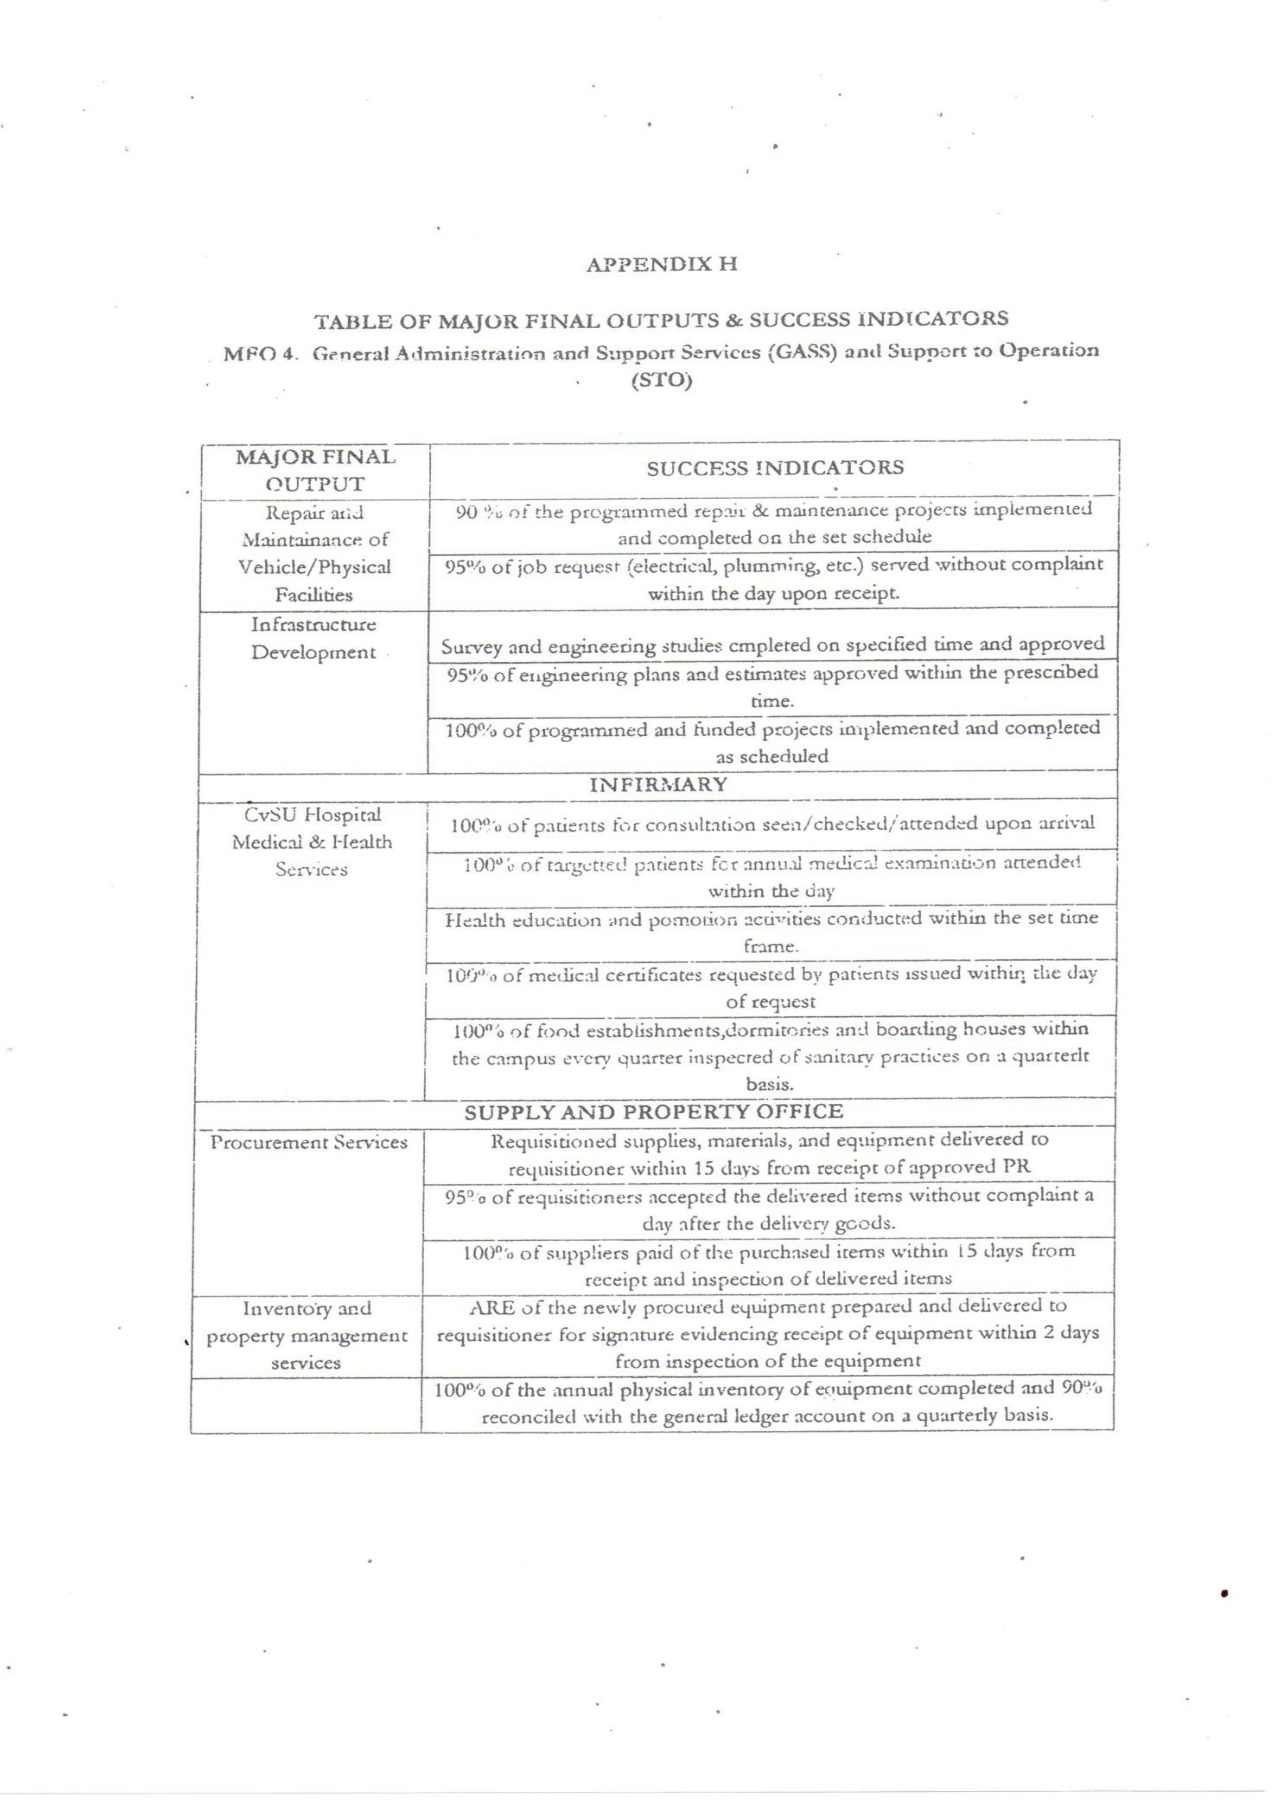 APPENDIX H
TABLE OF MAJOR FINAL OUTPUTS & SUCCESS INDICATORS
MFO 4. General Administration and Support Services (GASS) and Support to Operation
(STO)
MAJOR FINAL
OUTPUT
SUCCESS INDICATORS
Repair and
Maintainance of
Vehicle/Physical
Facilities
90 % of the programmed repair & maintenance projects implemented
and completed on the set schedule
95% of job request (electrical, plumming, etc.) served without complaint
within the day upon receipt.
Infrastructure
Development
Survey and engineering studies cmpleted on specified time and approved
95% of engineering plans and estimates approved within the prescribed
time.
100% of programmed and funded projects implemented and completed
as scheduled
INFIRMARY
CvSU Hospital
Medical & Health
Services
100% of patients for consultation seen/checked/attended upon arrival
100% of targetted patients for annual medical examination attended
within the day
Health education and pomotion activities conducted within the set time
frame.
100% of medical certificates requested by patients issued within the day
of request
100% of food establishments,dormitories and boarding houses within
the campus every quarter inspected of sanitary practices on a quarterlt
basis.
SUPPLY AND PROPERTY OFFICE
Procurement Services
Requisitioned supplies, materials, and equipment delivered to
requisitioner within 15 days from receipt of approved PR
95% of requisitioners accepted the delivered items without complaint a
day after the delivery goods.
100% of suppliers paid of the purchased items within 15 days from
receipt and inspection of delivered items
Inventory and
property management
services
ARE of the newly procured equipment prepared and delivered to
requisitioner for signature evidencing receipt of equipment within 2 days
from inspection of the equipment
100% of the annual physical inventory of equipment completed and 90%
reconciled with the general ledger account on a quarterly basis.